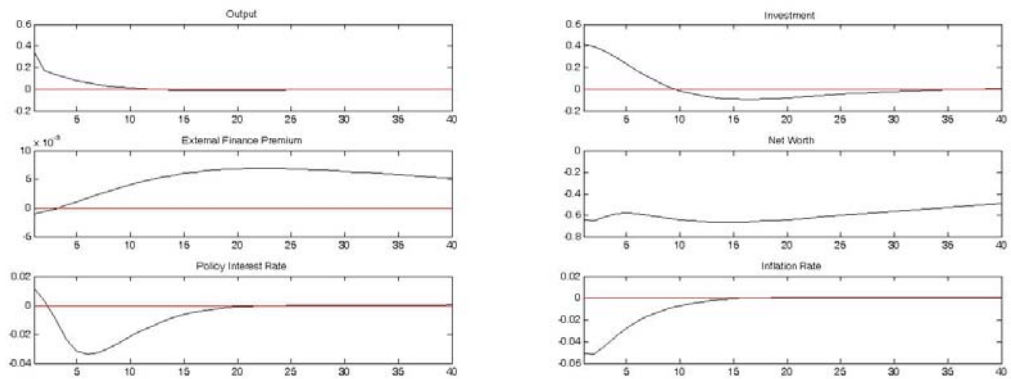 Output
0.6
0.4
0.2
0
-0.2
5 10 15 20 25 30 35 40
Investment
0.6
0.4
0.2
0
-0.2
5 10 15 20 25 30 35 40
External Finance Premium
x 10⁻³
10
5
0
-5
5 10 15 20 25 30 35 40
Net Worth
0
-0.2
-0.4
-0.6
-0.8
5 10 15 20 25 30 35 40
Policy Interest Rate
0.02
0
-0.02
-0.04
5 10 15 20 25 30 35 40
Inflation Rate
0.02
0
-0.02
-0.04
-0.06
5 10 15 20 25 30 35 40